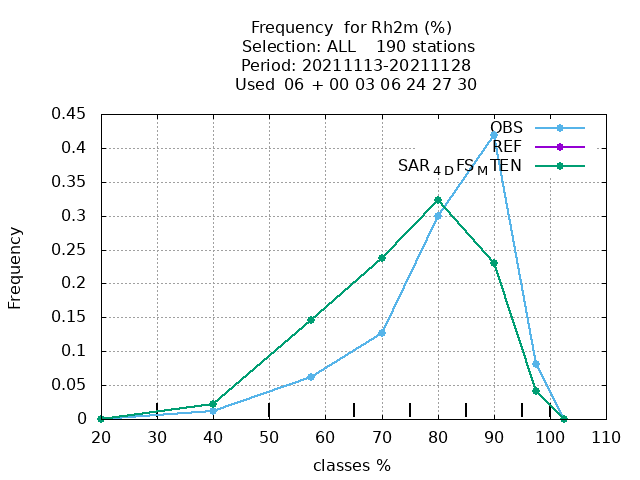 Frequency  for Rh2m (%)
Selection: ALL    190 stations
Period: 20211113-20211128
Used  06  + 00 03 06 24 27 30
0.45
0.4
0.35
0.3
0.25
0.2
0.15
0.1
0.05
0
Frequency
OBS
REF
SAR4DFSMTEN
20 30 40 50 60 70 80 90 100 110
classes %